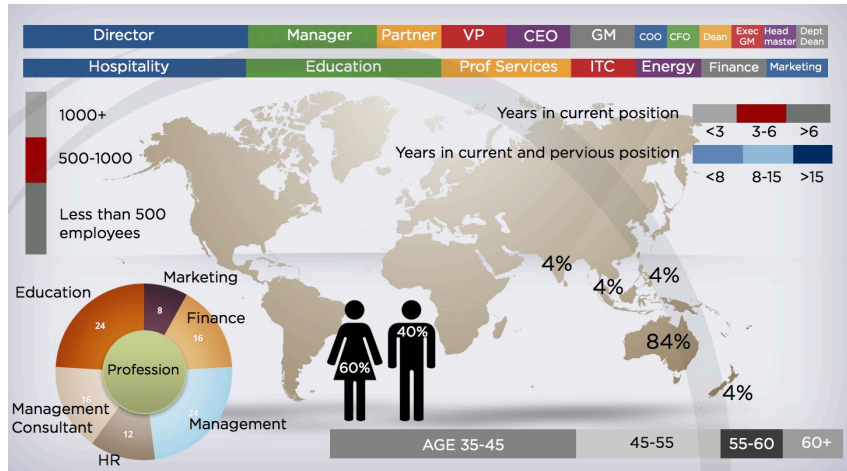 Director Manager Partner VP CEO GM COO CFO Dean Exec GM Head master Dept Dean
Hospitality Education Prof Services ITC Energy Finance Marketing
1000+
500-1000
Less than 500
employees
Years in current position
<3 3-6 >6
Years in current and pervious position
<8 8-15 >15
4%
4%
4%
84%
4%
Education
Marketing
Finance
Management
HR
Management
Consultant
Profession
24
8
16
24
12
16
60%
40%
AGE 35-45 45-55 55-60 60+